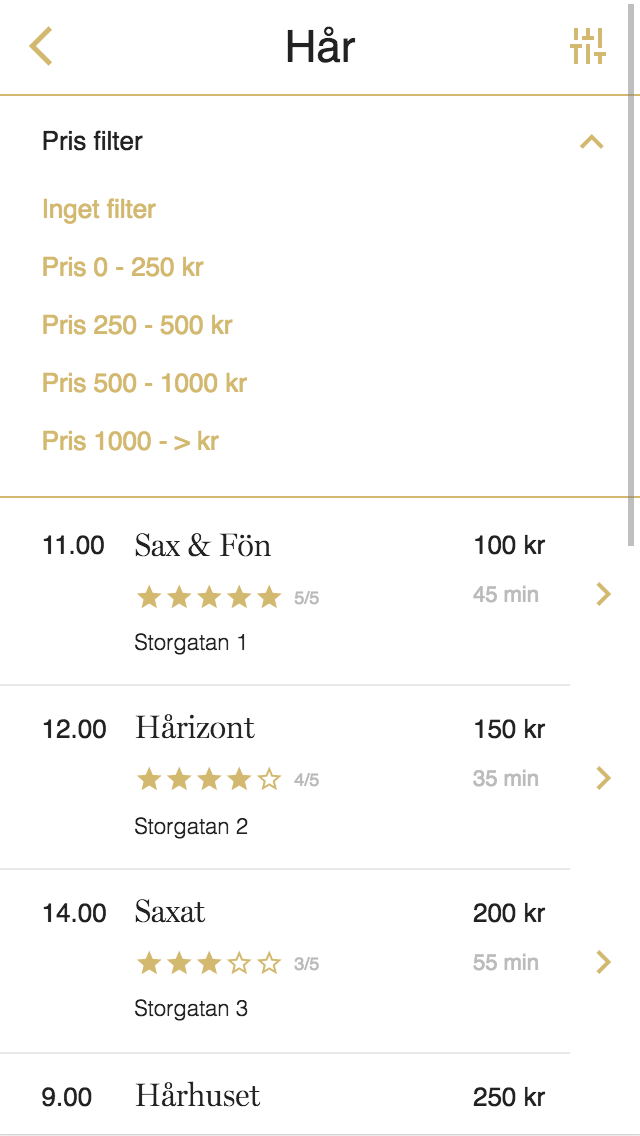 Hår
Pris filter
Inget filter
Pris 0 - 250 kr
Pris 250 - 500 kr
Pris 500 - 1000 kr
Pris 1000 - > kr
11.00 Sax & Fön 100 kr
5/5 45 min
Storgatan 1
12.00 Hårizont 150 kr
4/5 35 min
Storgatan 2
14.00 Saxat 200 kr
3/5 55 min
Storgatan 3
9.00 Hårhuset 250 kr